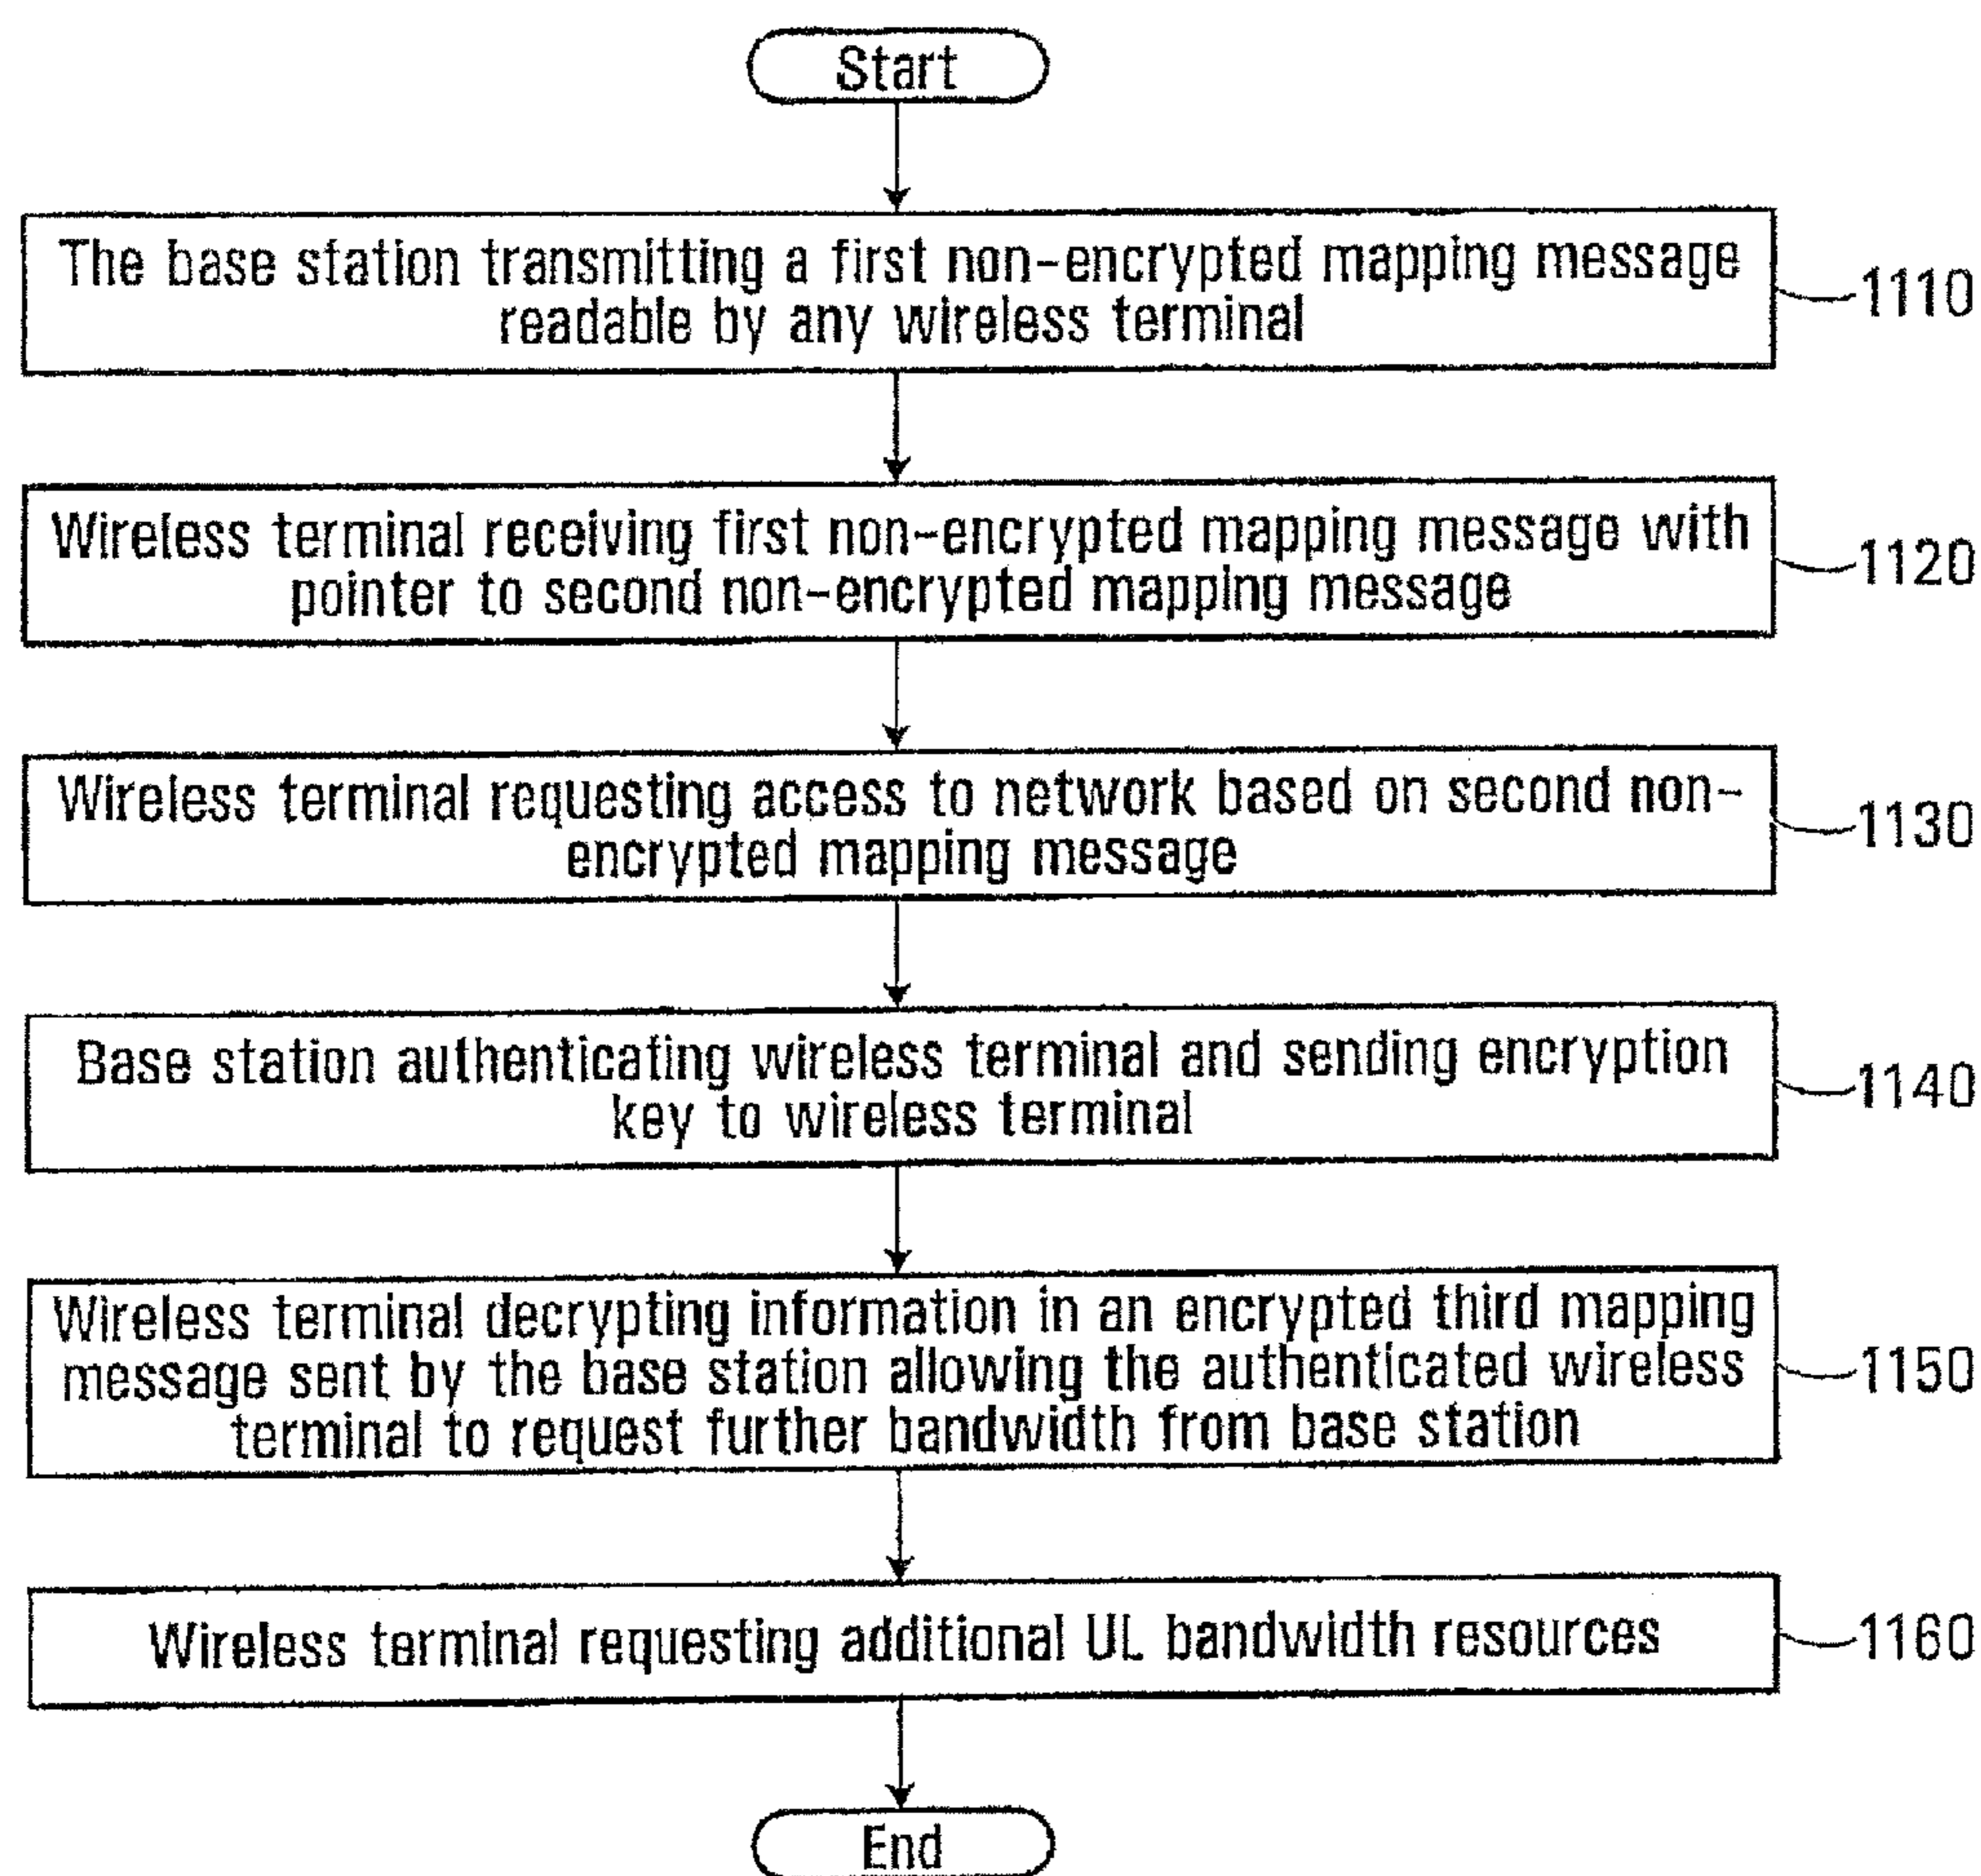 Start
The base station transmitting a first non-encrypted mapping message
readable by any wireless terminal
1110
Wireless terminal receiving first non-encrypted mapping message with
pointer to second non-encrypted mapping message
1120
Wireless terminal requesting access to network based on second non-
encrypted mapping message
1130
Base station authenticating wireless terminal and sending encryption
key to wireless terminal
1140
Wireless terminal decrypting information in an encrypted third mapping
message sent by the base station allowing the authenticated wireless
terminal to request further bandwidth from base station
1150
Wireless terminal requesting additional UL bandwidth resources
1160
End